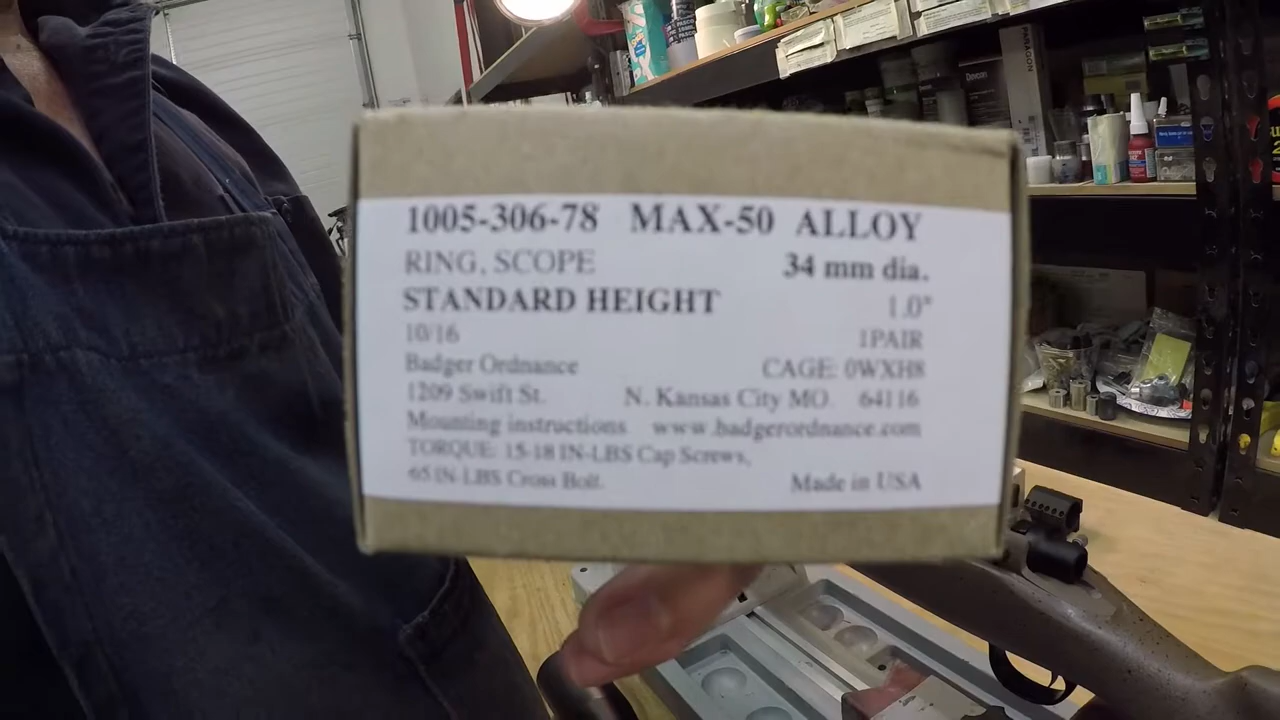 1005-306-78 MAX-50 ALLOY
RING, SCOPE 34 mm dia.
STANDARD HEIGHT 1.0"
10/16 1PAIR
Badger Ordnance CAGE: 0WXH8
1209 Swift St. N. Kansas City MO. 64116
Mounting instructions www.badgerordnance.com
TORQUE: 15-18 IN-LBS Cap Screws,
65 IN-LBS Cross Bolt. Made in USA
PARAGON
Devcon